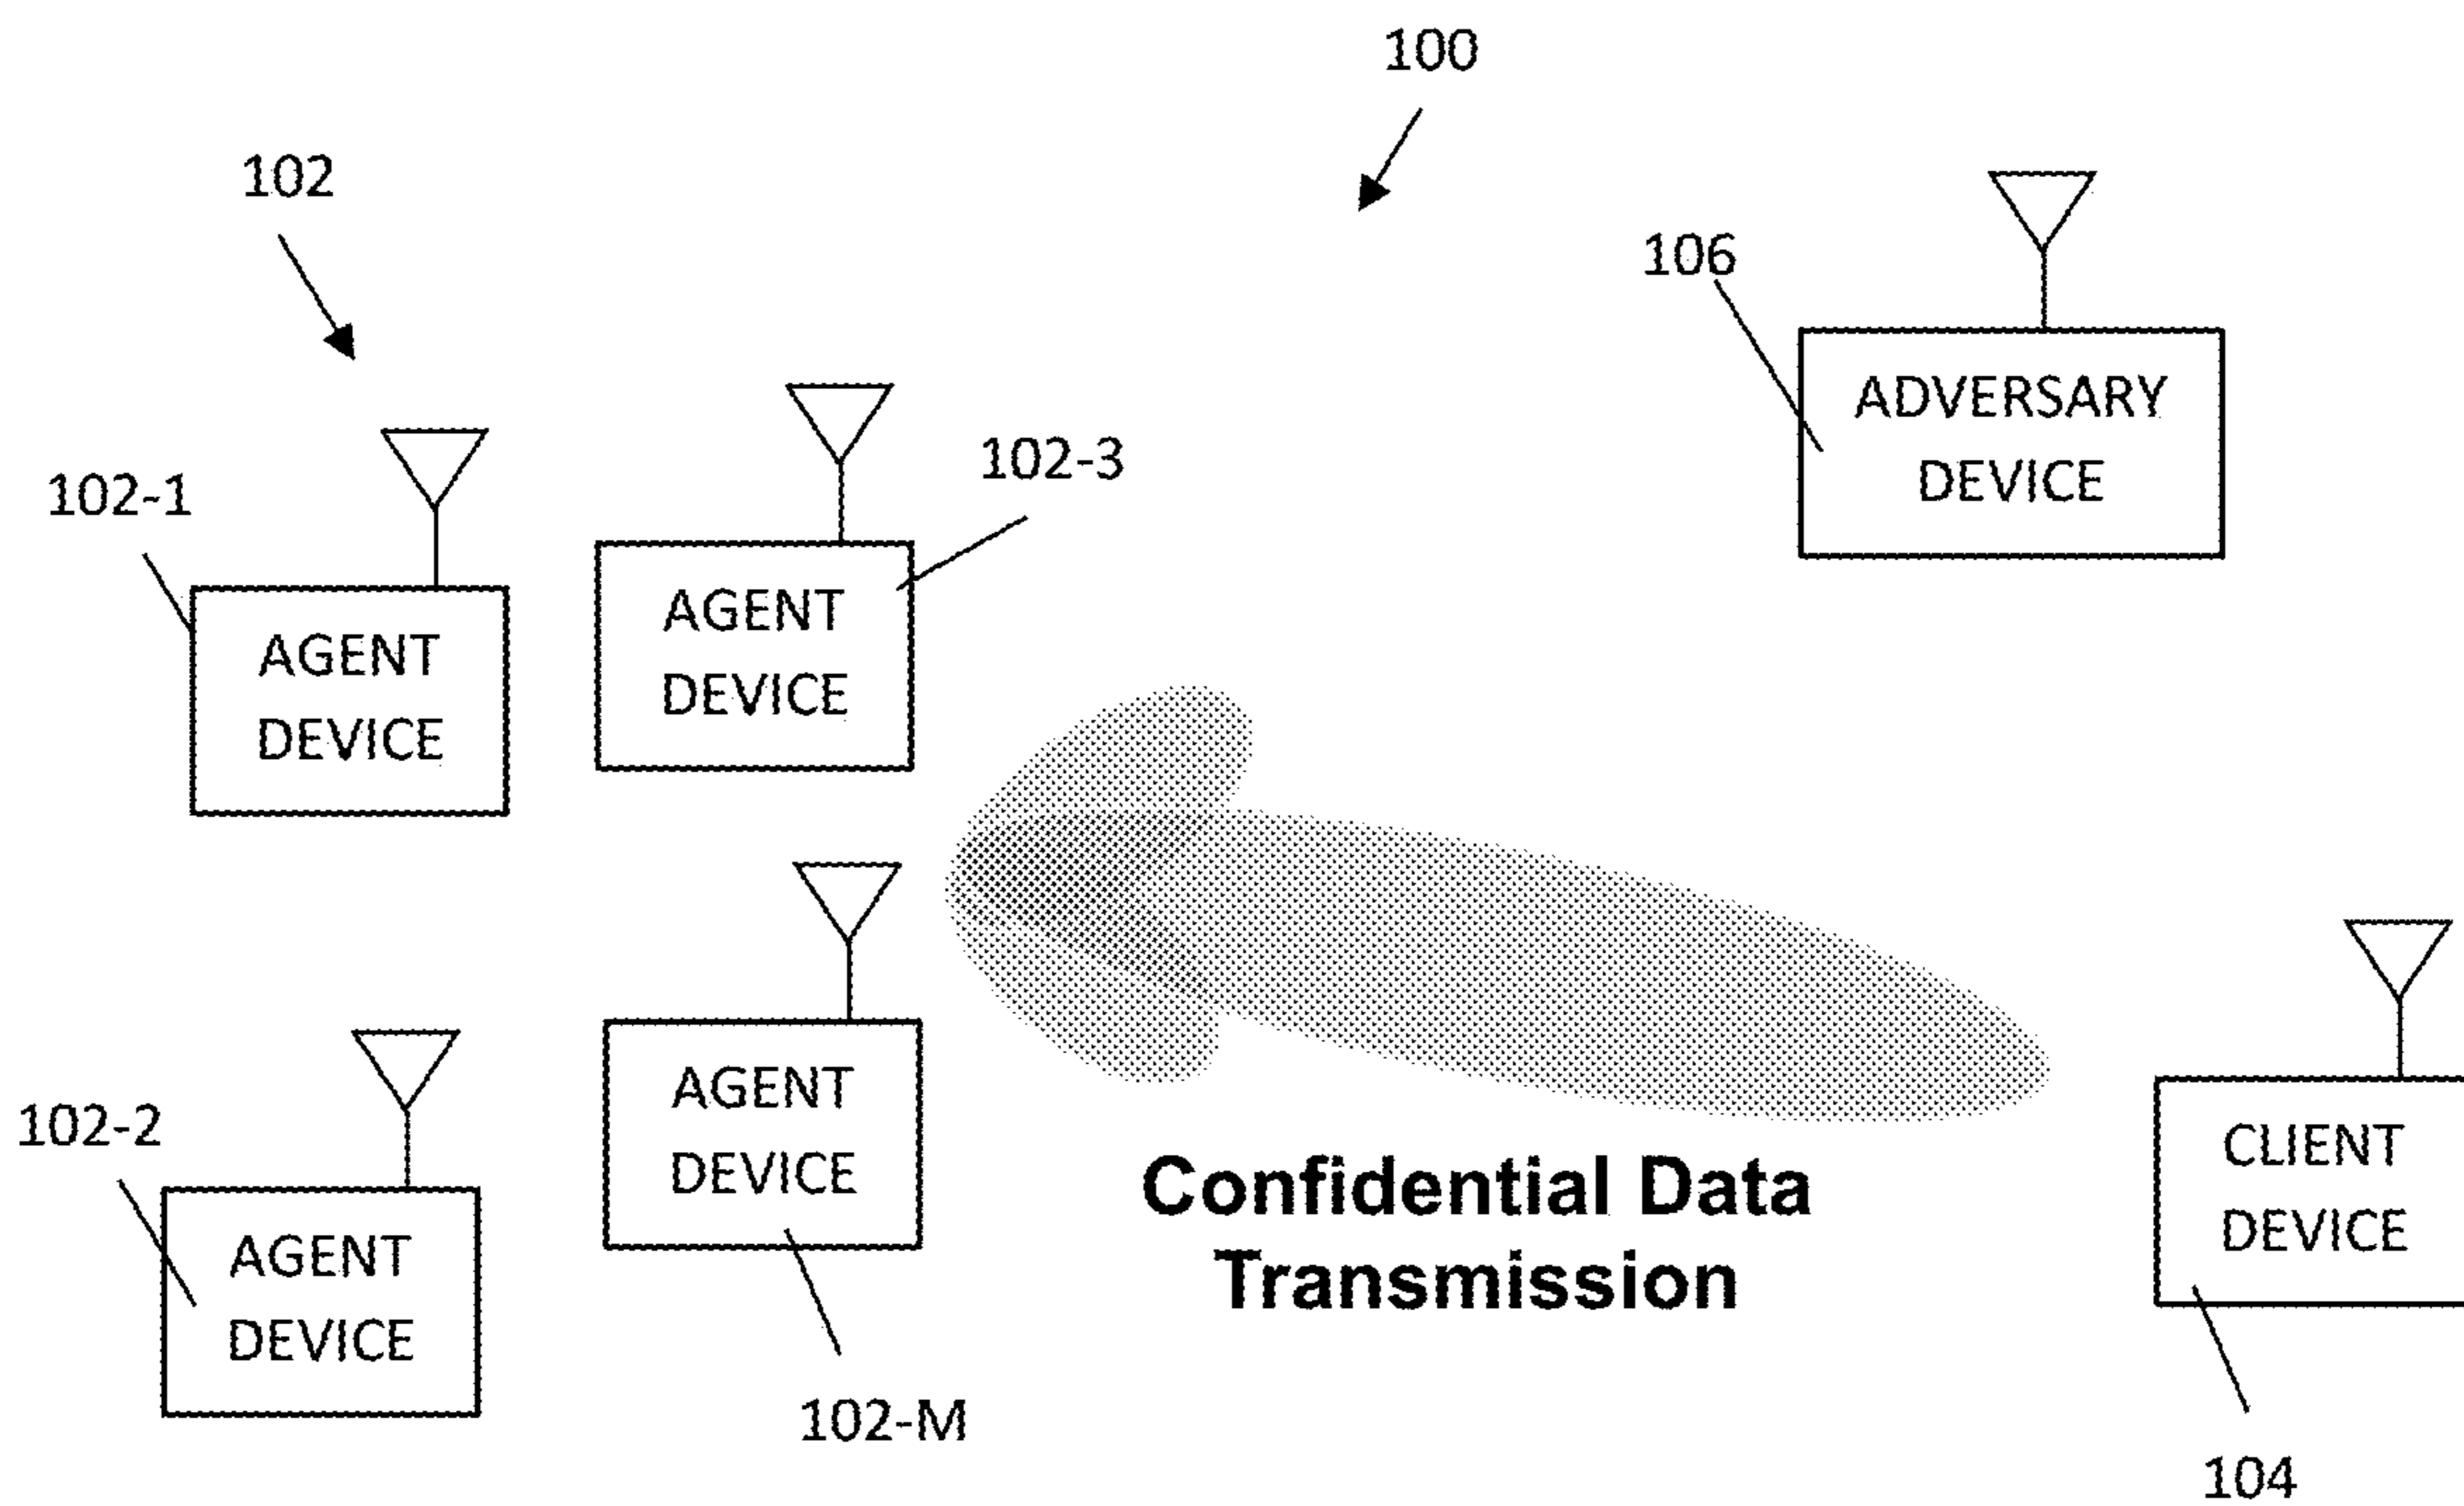 100
102
106
102-1
102-3
ADVERSARY
DEVICE
AGENT
DEVICE
AGENT
DEVICE
102-2
AGENT
DEVICE
AGENT
DEVICE
102-M
Confidential Data
Transmission
CLIENT
DEVICE
104